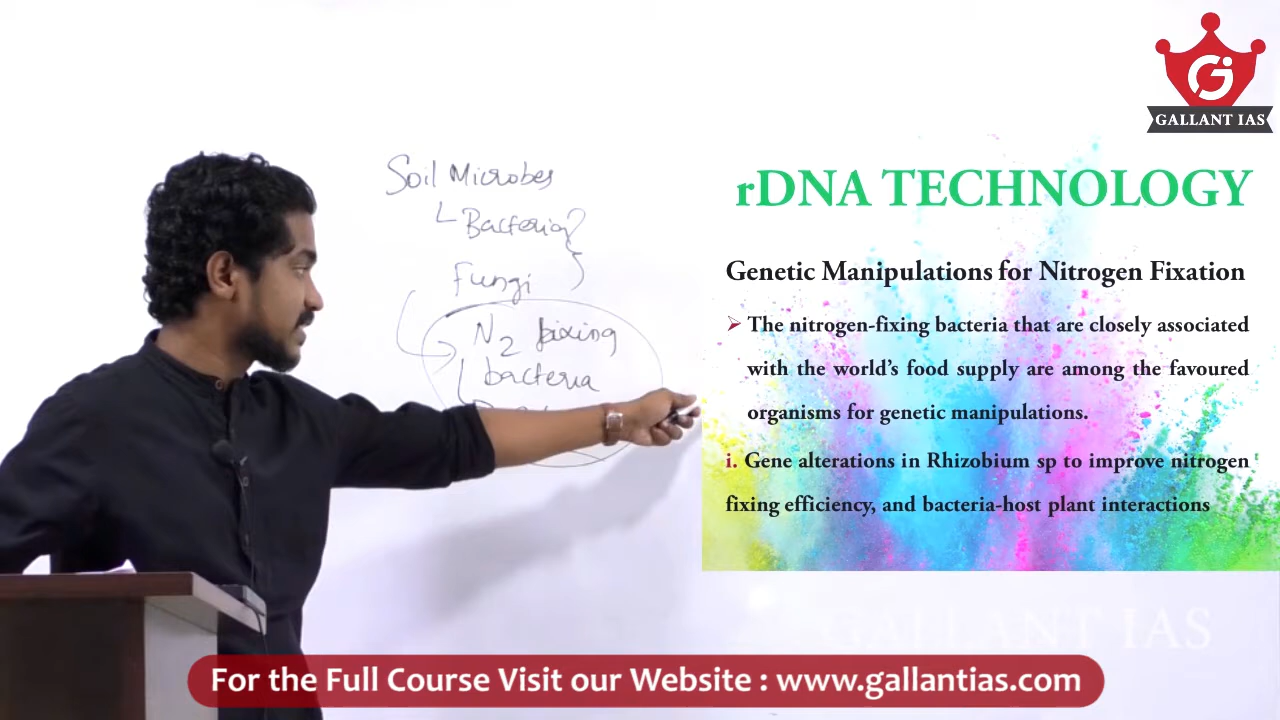 GALLANT IAS
Soil Microbes
Bacteria
Fungi
N2 fixing
bacteria
rDNA TECHNOLOGY
Genetic Manipulations for Nitrogen Fixation
➢ The nitrogen-fixing bacteria that are closely associated
with the world’s food supply are among the favoured
organisms for genetic manipulations.
i. Gene alterations in Rhizobium sp to improve nitrogen
fixing efficiency, and bacteria-host plant interactions
GALLANT IAS
For the Full Course Visit our Website : www.gallantias.com